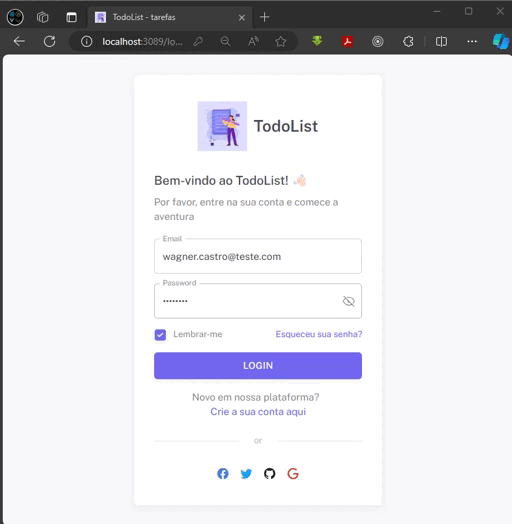 TodoList - tarefas
localhost:3089/lo...
TodoList
Bem-vindo ao TodoList! 👋🏻
Por favor, entre na sua conta e comece a
aventura
Email
wagner.castro@teste.com
Password
••••••••
Lembrar-me
Esqueceu sua senha?
LOGIN
Novo em nossa plataforma?
Crie a sua conta aqui
or